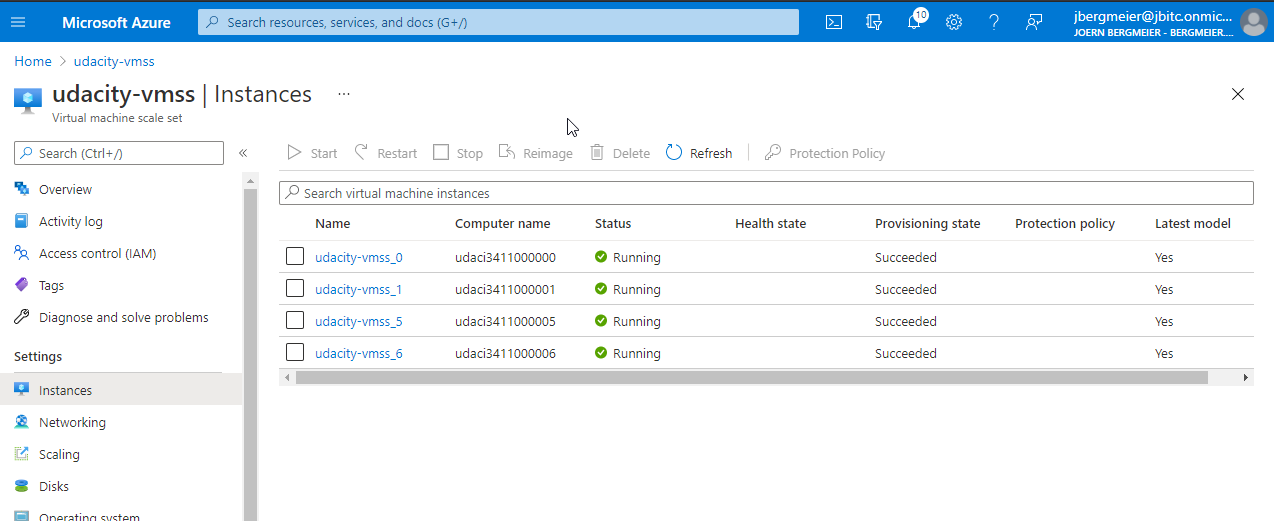 Microsoft Azure
Search resources, services, and docs (G+/)
10
jbergmeier@jbitc.onmic...
JOERN BERGMEIER - BERGMEIER....
Home > udacity-vmss
udacity-vmss | Instances ...
Virtual machine scale set
Search (Ctrl+/)
«
Start Restart Stop Reimage Delete Refresh Protection Policy
Search virtual machine instances
Overview
Activity log
Access control (IAM)
Tags
Diagnose and solve problems
Settings
Instances
Networking
Scaling
Disks
Operating system
Name Computer name Status Health state Provisioning state Protection policy Latest model
udacity-vmss_0 udaci3411000000 Running Succeeded Yes
udacity-vmss_1 udaci3411000001 Running Succeeded Yes
udacity-vmss_5 udaci3411000005 Running Succeeded Yes
udacity-vmss_6 udaci3411000006 Running Succeeded Yes